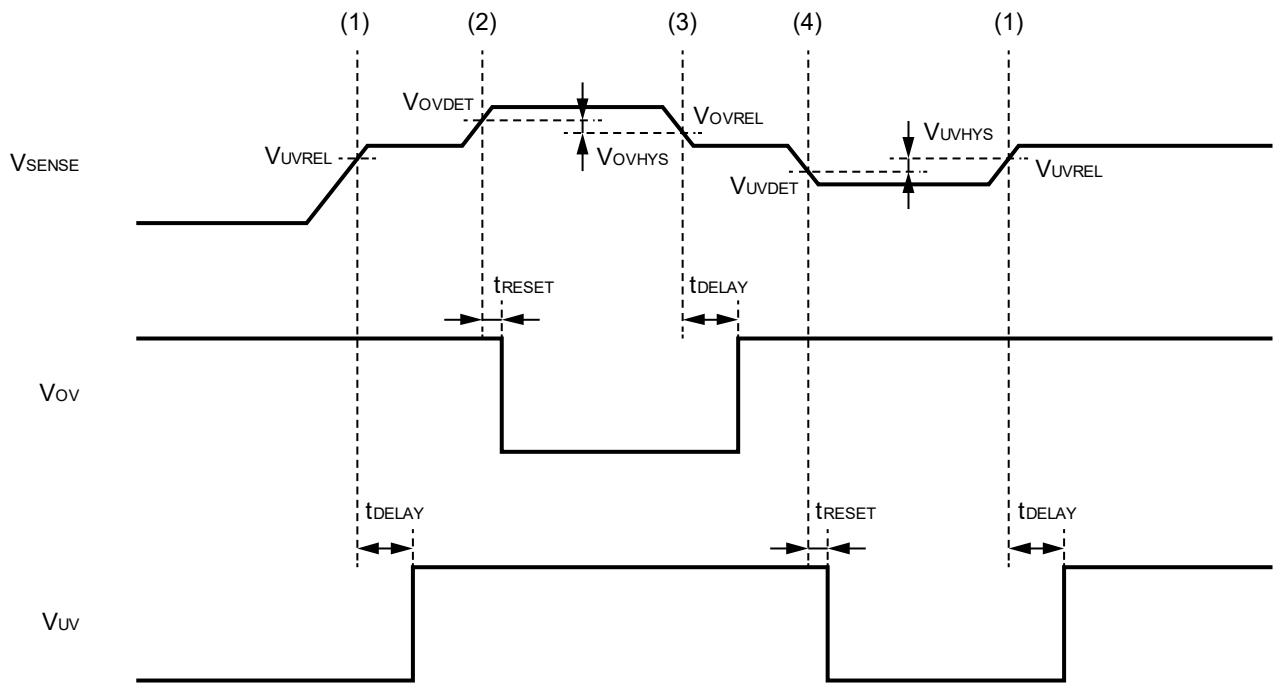 (1) (2) (3) (4) (1)
VOVDET VOVREL VUVHYS
VUVREL VOVHYS
VSENSE VUVDET VUVREL
tRESET tDELAY
VOV
tDELAY tRESET tDELAY
VUV